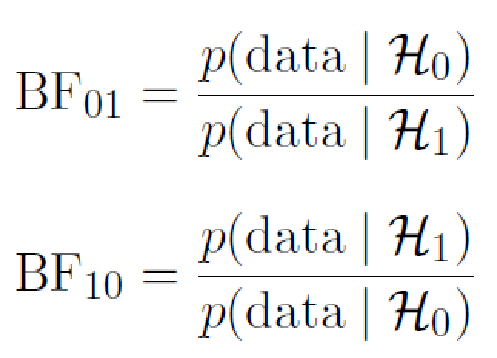 BF₀₁ = p(data | ℋ₀) / p(data | ℋ₁)
BF₁₀ = p(data | ℋ₁) / p(data | ℋ₀)